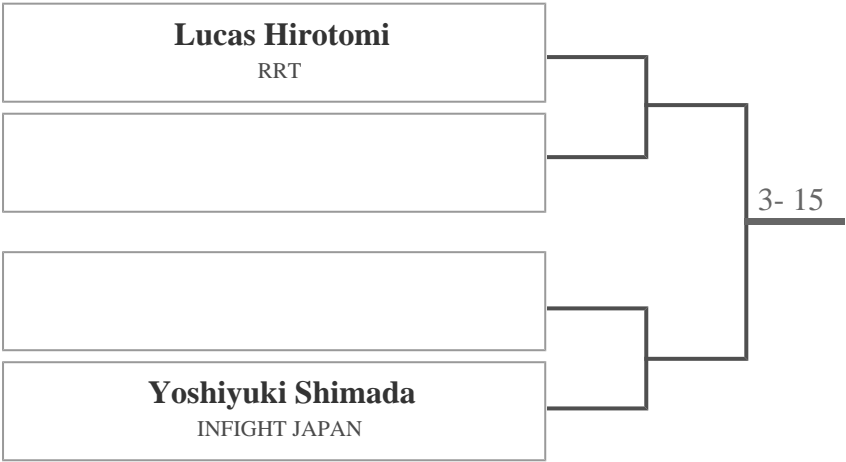 Lucas Hirotomi
RRT
3- 15
Yoshiyuki Shimada
INFIGHT JAPAN